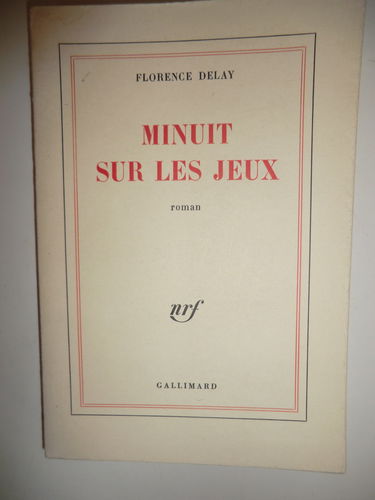 FLORENCE DELAY
MINUIT
SUR LES JEUX
roman
nrf
GALLIMARD